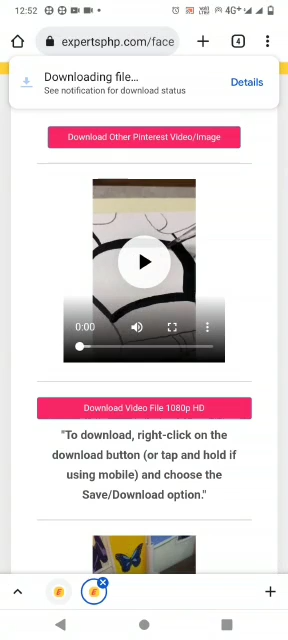 12:52
4G+
expertsphp.com/face
4
Downloading file...
See notification for download status
Details
Download Other Pinterest Video/Image
0:00
Download Video File 1080p HD
"To download, right-click on the
download button (or tap and hold if
using mobile) and choose the
Save/Download option."